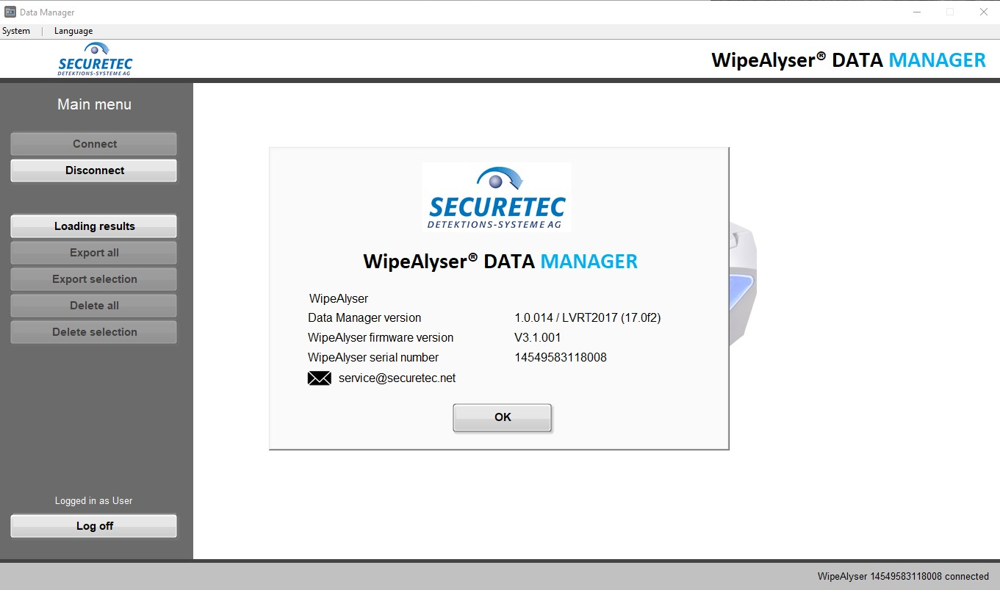 Data Manager
System | Language
SECURETEC
DETEKTIONS-SYSTEME AG
WipeAlyser® DATA MANAGER
Main menu
Connect
Disconnect
Loading results
Export all
Export selection
Delete all
Delete selection
Logged in as User
Log off
SECURETEC
DETEKTIONS-SYSTEME AG
WipeAlyser® DATA MANAGER
WipeAlyser
Data Manager version 1.0.014 / LVRT2017 (17.0f2)
WipeAlyser firmware version V3.1.001
WipeAlyser serial number 14549583118008
service@securetec.net
OK
WipeAlyser 14549583118008 connected